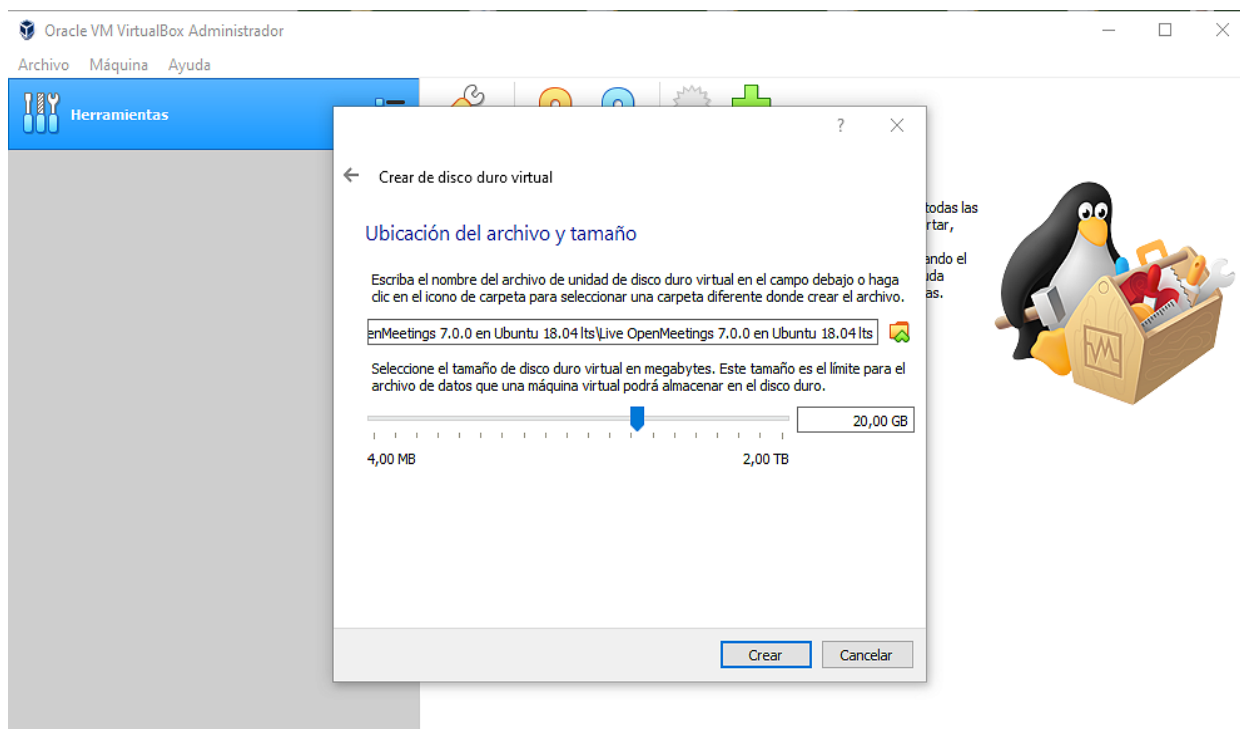 Oracle VM VirtualBox Administrador
Archivo Máquina Ayuda
Herramientas
?
Crear de disco duro virtual
Ubicación del archivo y tamaño
Escriba el nombre del archivo de unidad de disco duro virtual en el campo debajo o haga
clic en el icono de carpeta para seleccionar una carpeta diferente donde crear el archivo.
enMeetings 7.0.0 en Ubuntu 18.04 lts\Live OpenMeetings 7.0.0 en Ubuntu 18.04 lts
Seleccione el tamaño de disco duro virtual en megabytes. Este tamaño es el límite para el
archivo de datos que una máquina virtual podrá almacenar en el disco duro.
20,00 GB
4,00 MB 2,00 TB
Crear Cancelar
todas las
rtar,
ando el
uda
as.